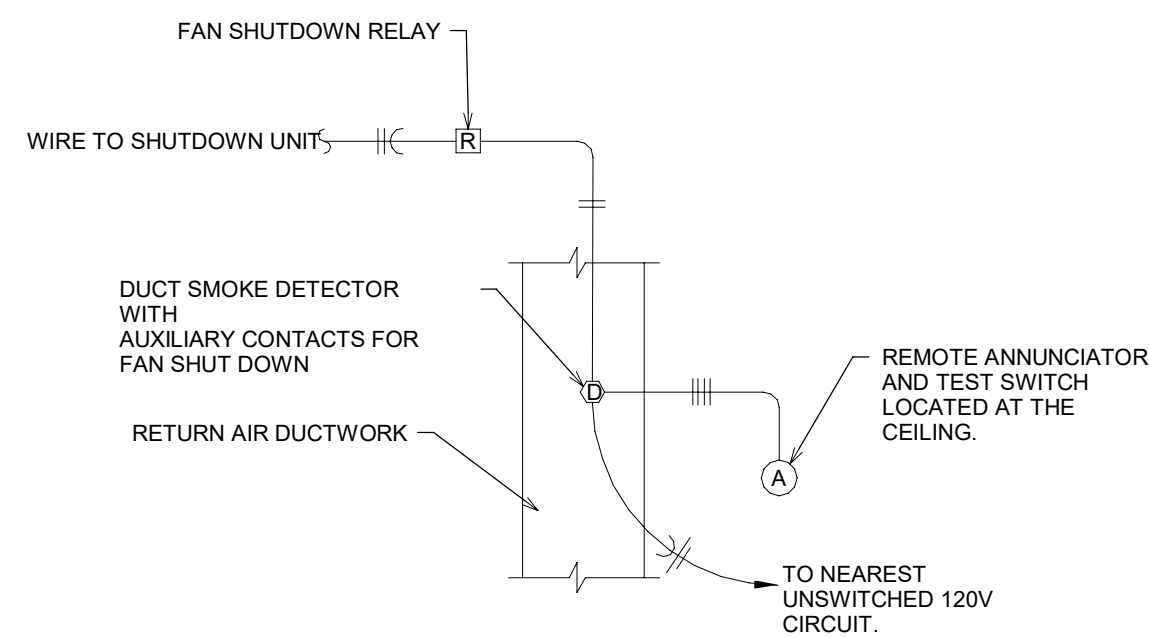 FAN SHUTDOWN RELAY
WIRE TO SHUTDOWN UNIT
R
DUCT SMOKE DETECTOR
WITH
AUXILIARY CONTACTS FOR
FAN SHUT DOWN
D
REMOTE ANNUNCIATOR
AND TEST SWITCH
LOCATED AT THE
CEILING.
RETURN AIR DUCTWORK
A
TO NEAREST
UNSWITCHED 120V
CIRCUIT.